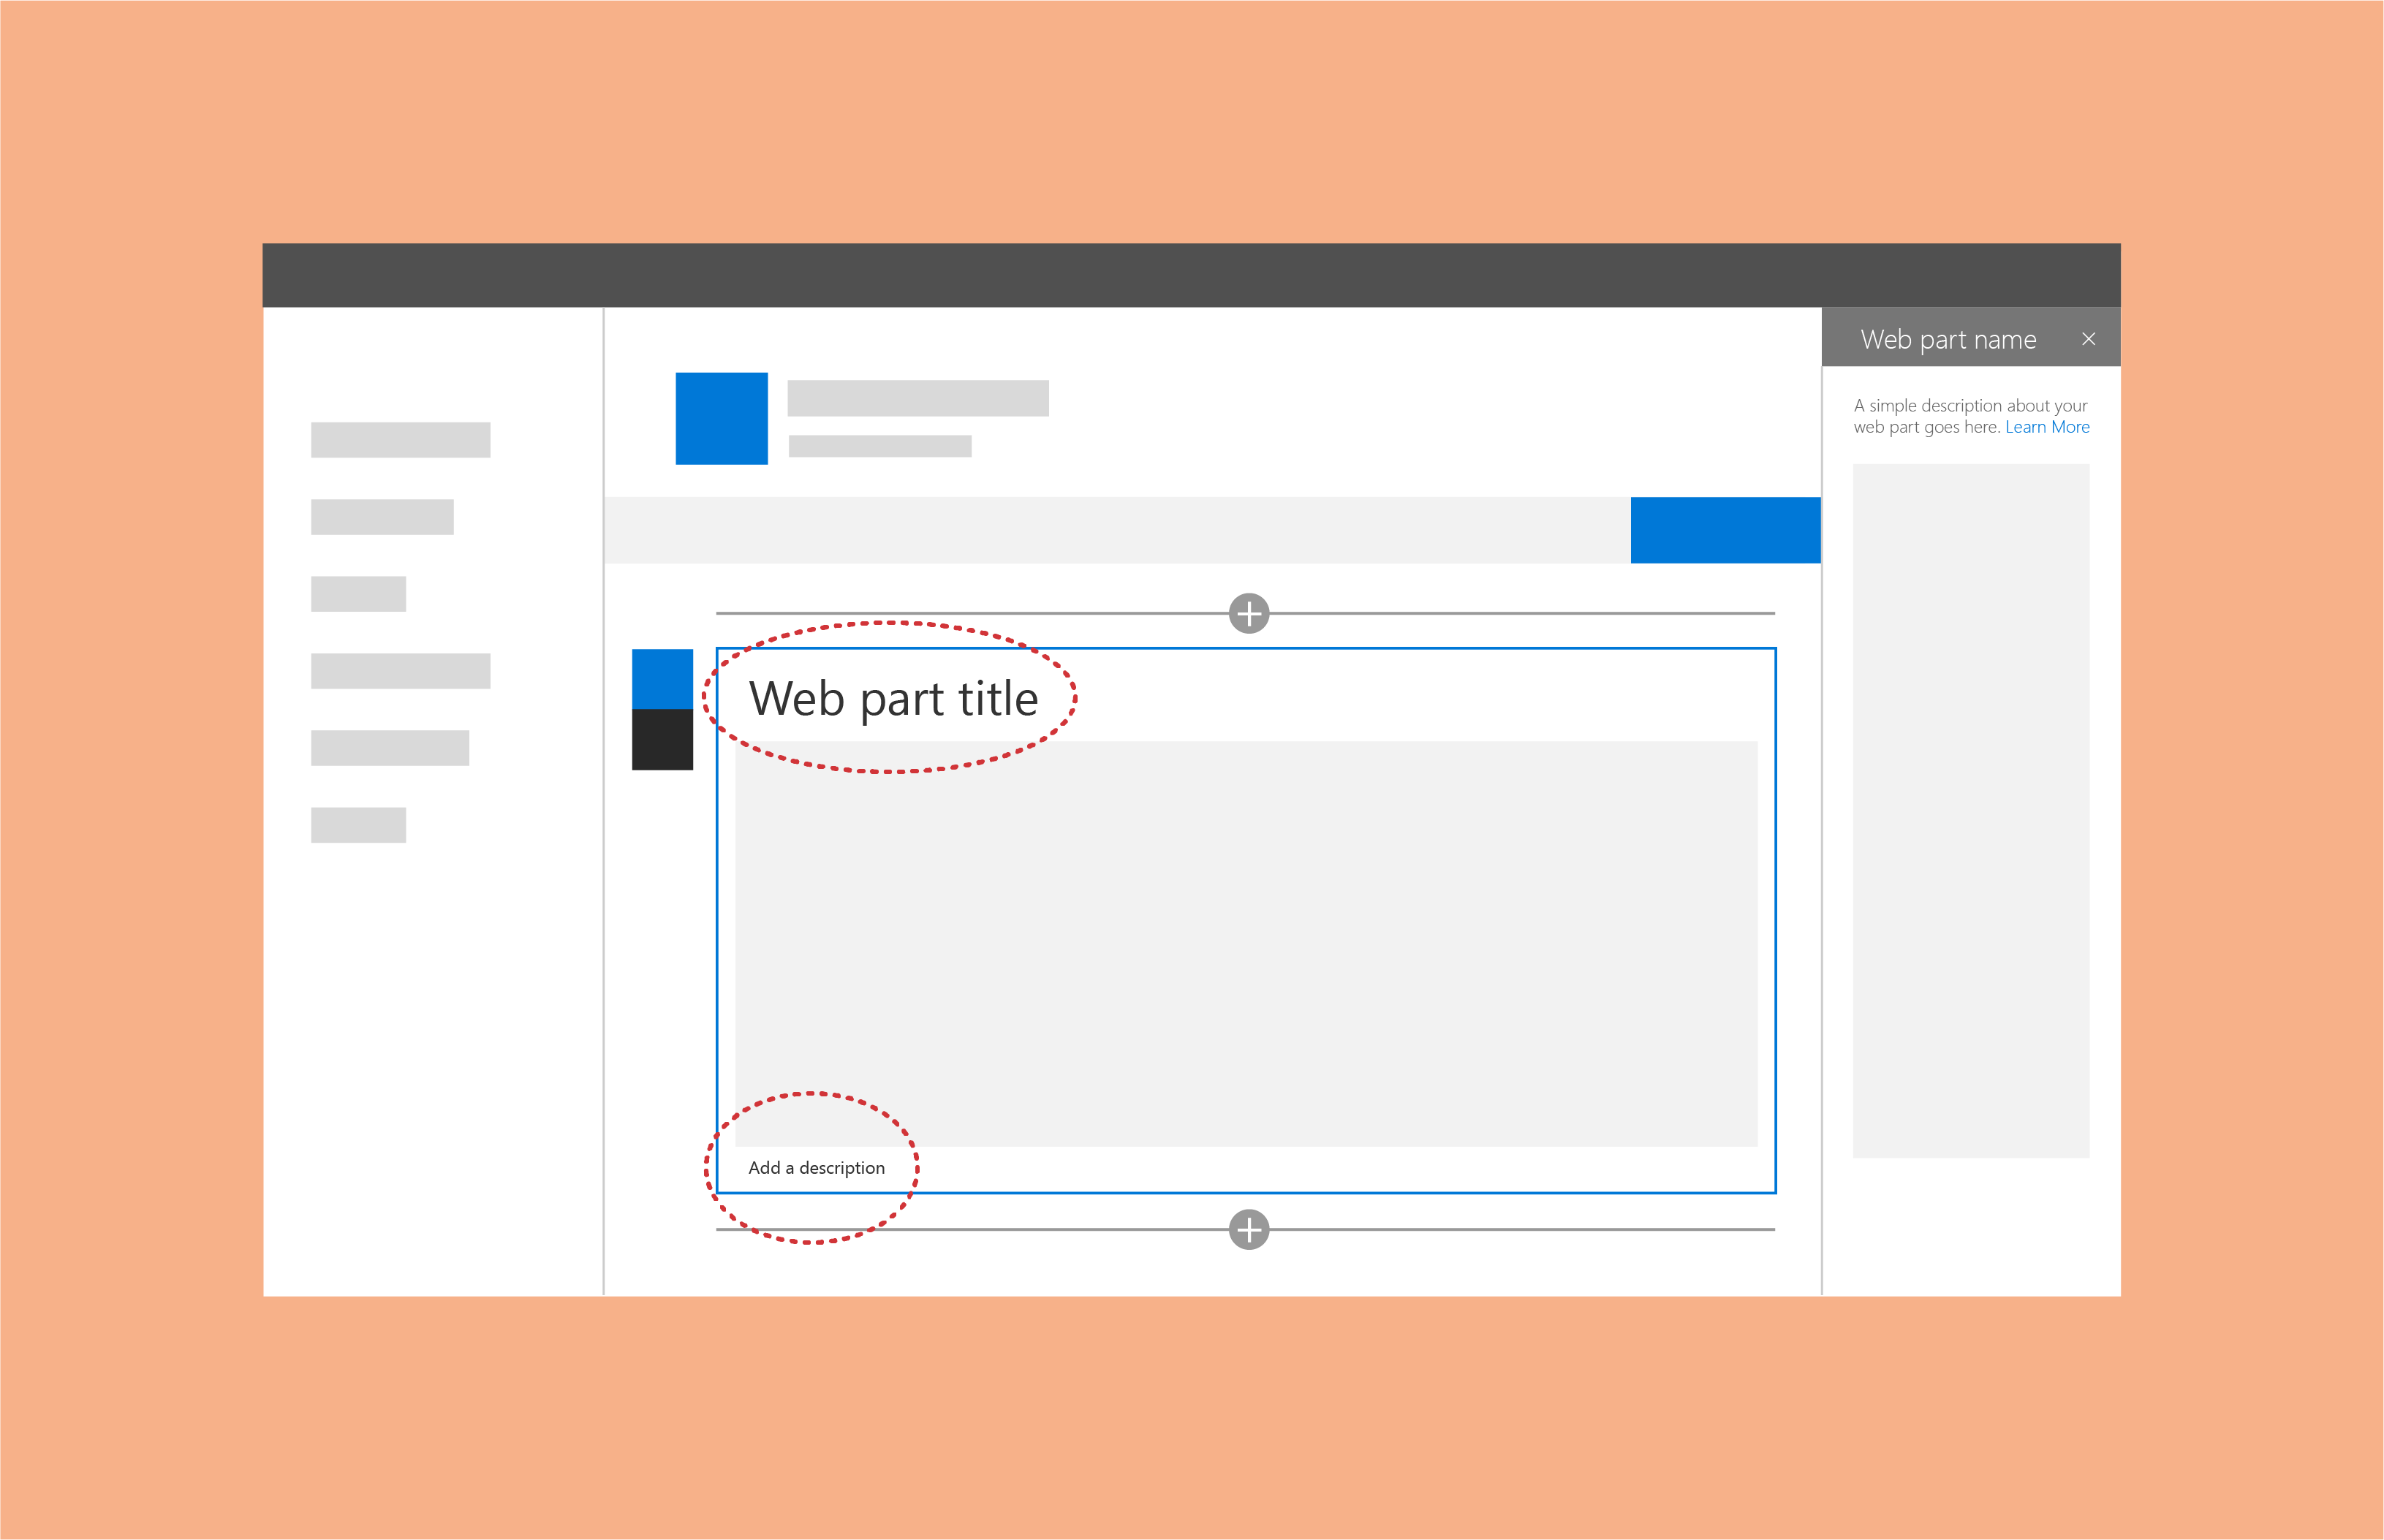 Web part name
A simple description about your
web part goes here. Learn More
Web part title
Add a description